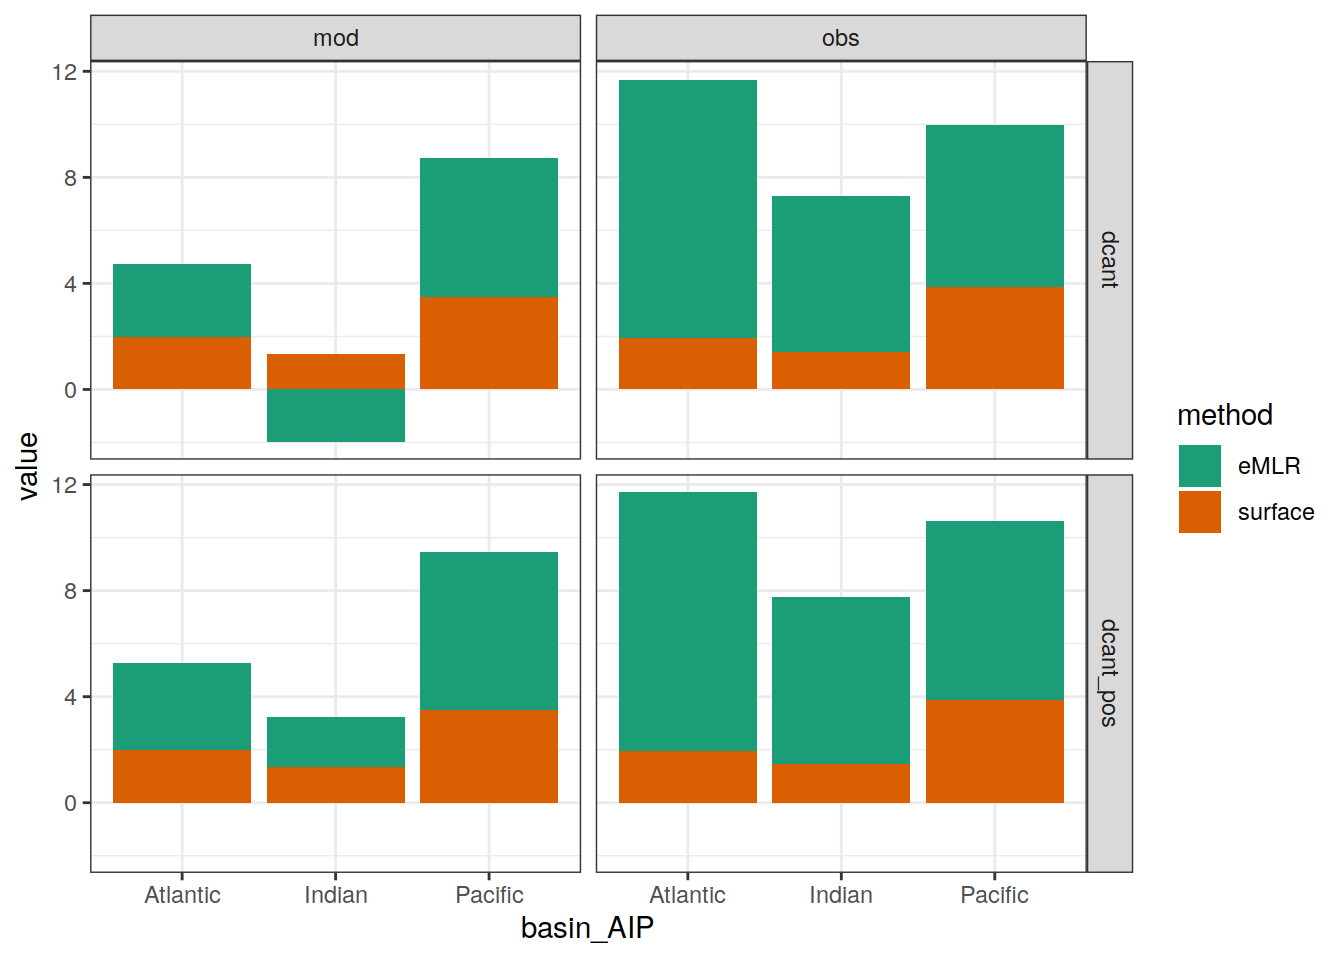 mod
obs
12
8
4
0
dcant
12
8
4
0
dcant_pos
value
Atlantic
Indian
Pacific
Atlantic
Indian
Pacific
basin_AIP
method
eMLR
surface